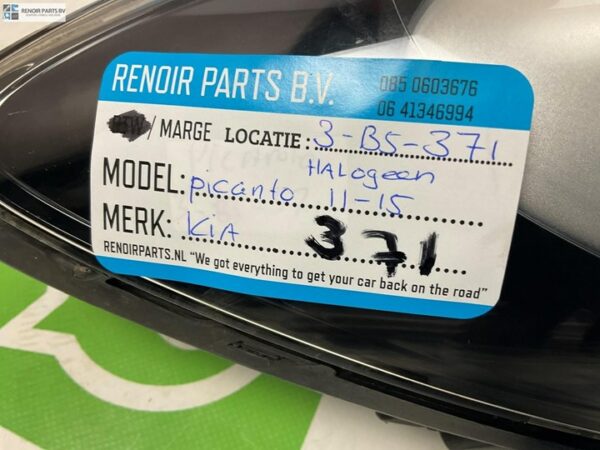 RENOIR PARTS BV
RENOIR PARTS B.V.
085 0603676
06 41346994
BTW / MARGE LOCATIE: 3-B5-371
HALogeen
MODEL: picanto 11-15
MERK: KiA 371
RENOIRPARTS.NL "We got everything to get your car back on the road"